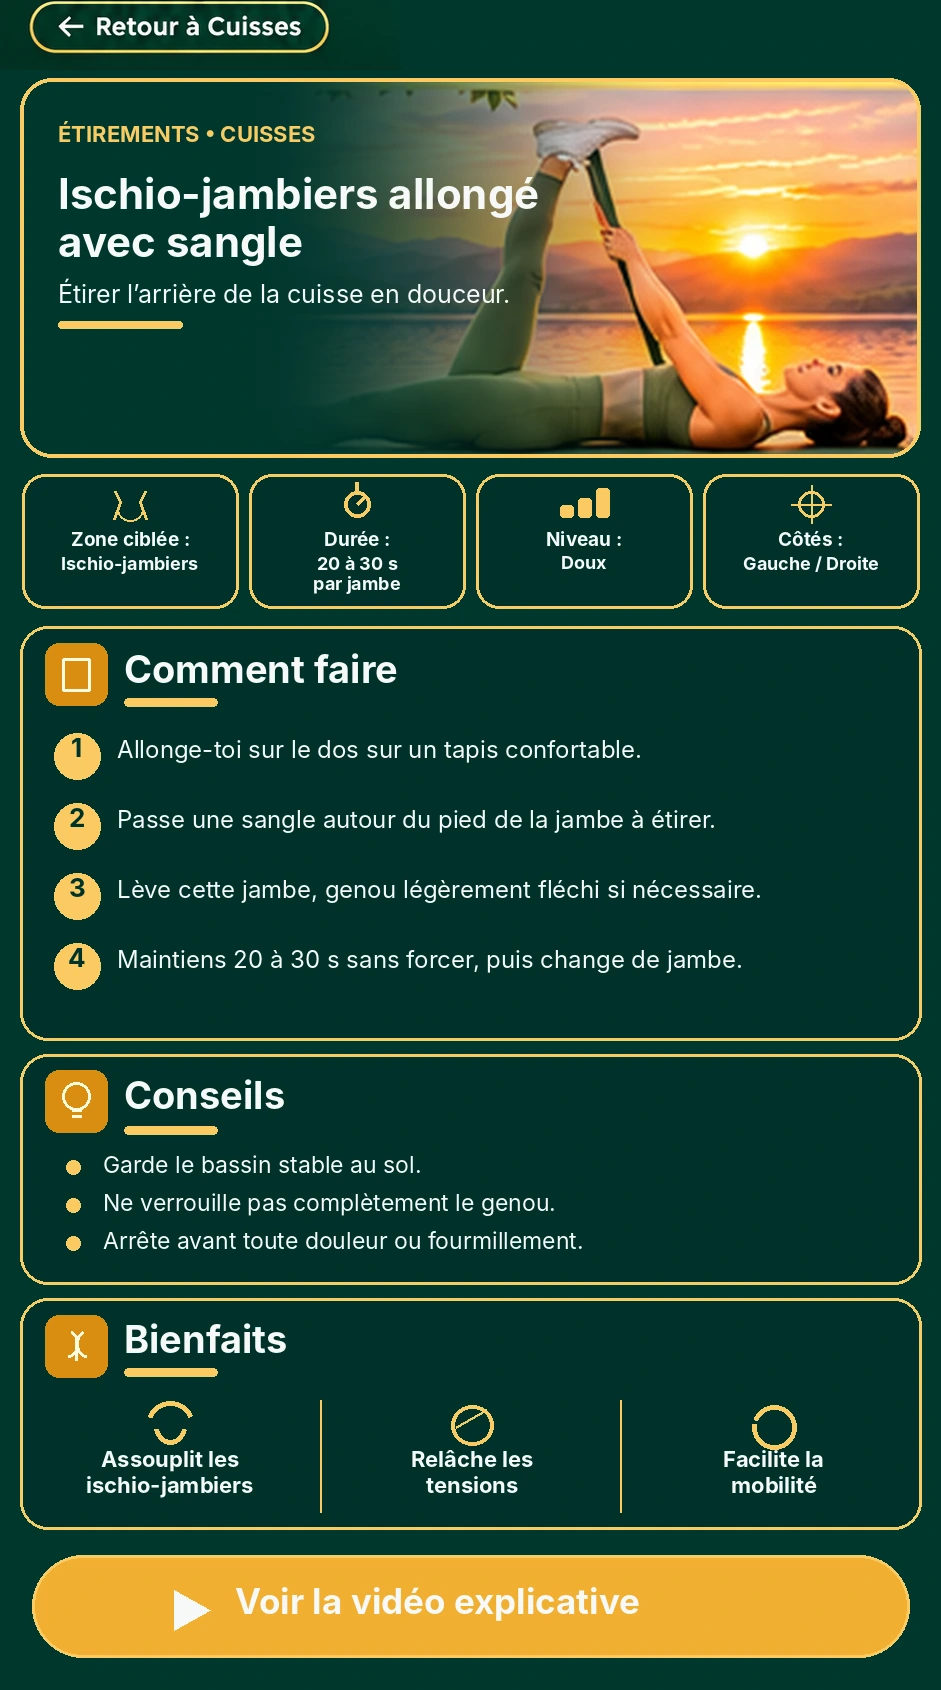 ← Retour à Cuisses
ÉTIREMENTS • CUISSES
Ischio-jambiers allongé
avec sangle
Étirer l’arrière de la cuisse en douceur.
Zone ciblée :
Ischio-jambiers
Durée :
20 à 30 s
par jambe
Niveau :
Doux
Côtés :
Gauche / Droite
Comment faire
1 Allonge-toi sur le dos sur un tapis confortable.
2 Passe une sangle autour du pied de la jambe à étirer.
3 Lève cette jambe, genou légèrement fléchi si nécessaire.
4 Maintiens 20 à 30 s sans forcer, puis change de jambe.
Conseils
Garde le bassin stable au sol.
Ne verrouille pas complètement le genou.
Arrête avant toute douleur ou fourmillement.
Bienfaits
Assouplit les
ischio-jambiers
Relâche les
tensions
Facilite la
mobilité
Voir la vidéo explicative